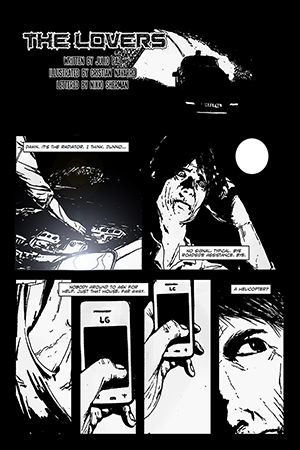 THE LOVERS
WRITTEN BY JULIO
ILLUSTRATED BY CRISTIAN NAVARRO
LETTERED BY NIKKI SHERMAN
DAMN. IT'S THE RADIATOR. I THINK. DUNNO...
NO SIGNAL. TYPICAL. BYE
ROADSIDE ASSISTANCE. BYE.
NOBODY AROUND TO ASK FOR
HELP. JUST THAT HOUSE. FAR AWAY.
LG
LG
A HELICOPTER?